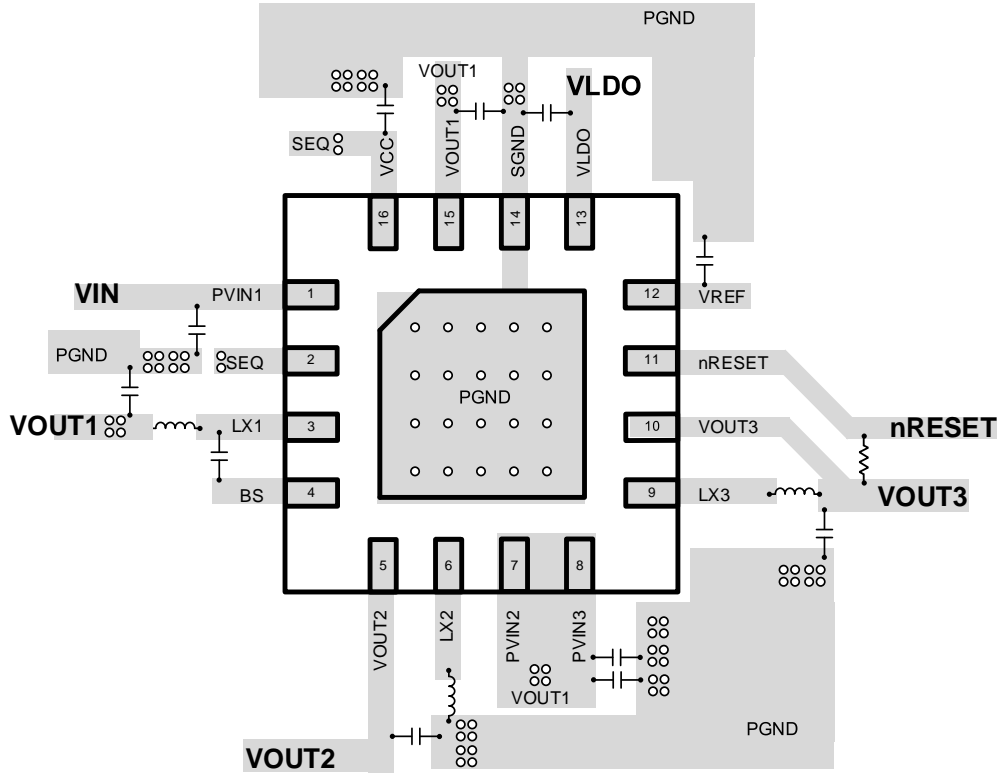 PGND
VOUT1
VLDO
SEQ
VCC
VOUT1
SGND
VLDO
16
15
14
13
VIN
PVIN1
1
12
VREF
PGND
SEQ
2
11
nRESET
PGND
VOUT1
LX1
3
10
VOUT3
nRESET
BS
4
9
LX3
VOUT3
5
6
7
8
VOUT2
LX2
PVIN2
PVIN3
VOUT1
PGND
VOUT2